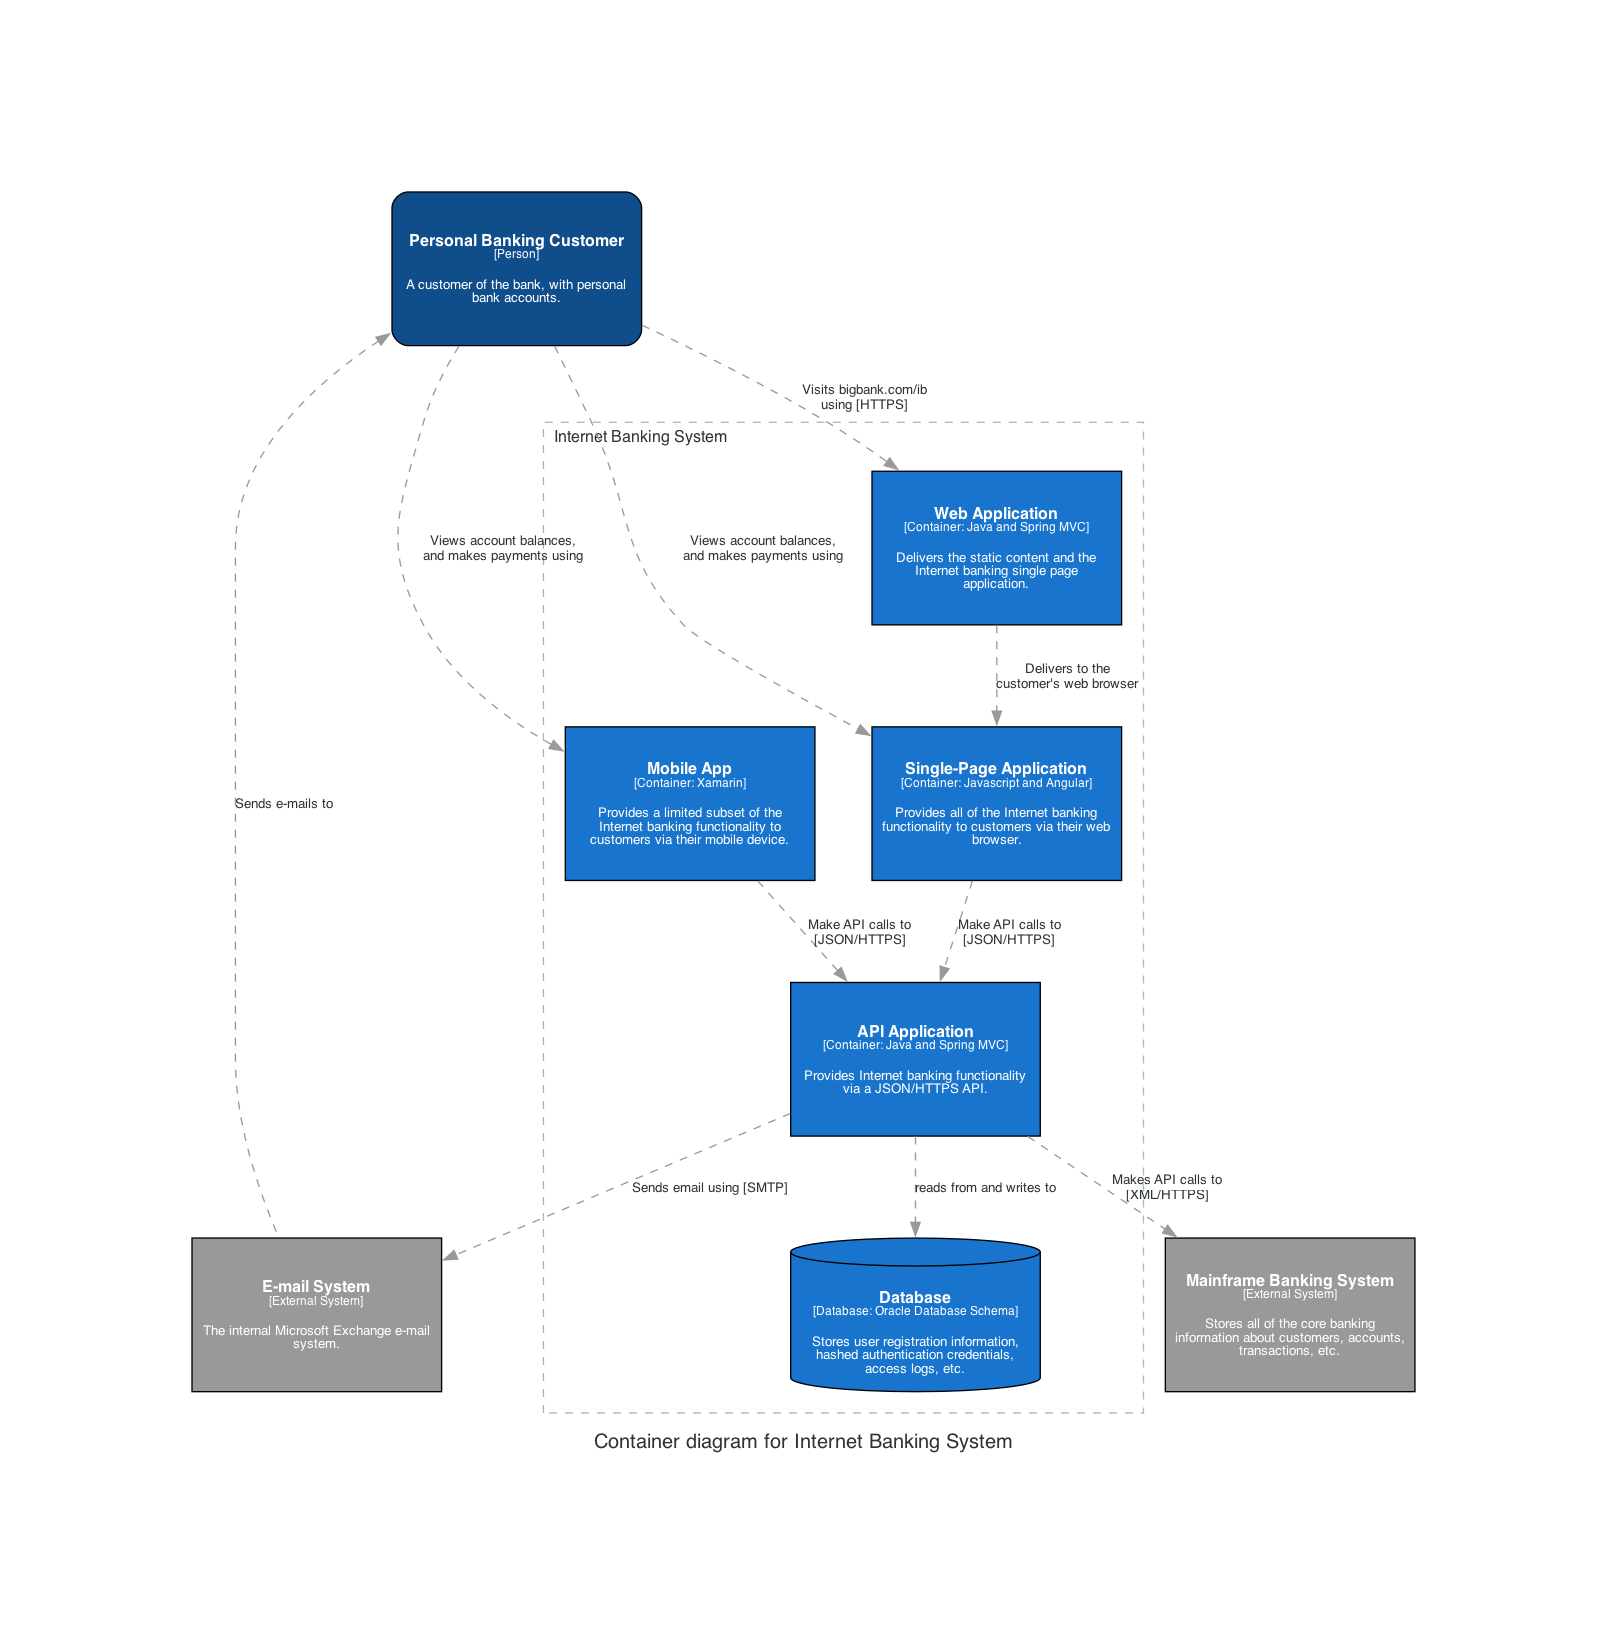 Personal Banking Customer
[Person]
A customer of the bank, with personal
bank accounts.
Visits bigbank.com/ib
using [HTTPS]
Internet Banking System
Web Application
[Container: Java and Spring MVC]
Delivers the static content and the
Internet banking single page
application.
Views account balances,
and makes payments using
Views account balances,
and makes payments using
Delivers to the
customer's web browser
Mobile App
[Container: Xamarin]
Provides a limited subset of the
Internet banking functionality to
customers via their mobile device.
Single-Page Application
[Container: Javascript and Angular]
Provides all of the Internet banking
functionality to customers via their web
browser.
Sends e-mails to
Make API calls to
[JSON/HTTPS]
Make API calls to
[JSON/HTTPS]
API Application
[Container: Java and Spring MVC]
Provides Internet banking functionality
via a JSON/HTTPS API.
Sends email using [SMTP]
reads from and writes to
Makes API calls to
[XML/HTTPS]
E-mail System
[External System]
The internal Microsoft Exchange e-mail
system.
Database
[Database: Oracle Database Schema]
Stores user registration information,
hashed authentication credentials,
access logs, etc.
Mainframe Banking System
[External System]
Stores all of the core banking
information about customers, accounts,
transactions, etc.
Container diagram for Internet Banking System